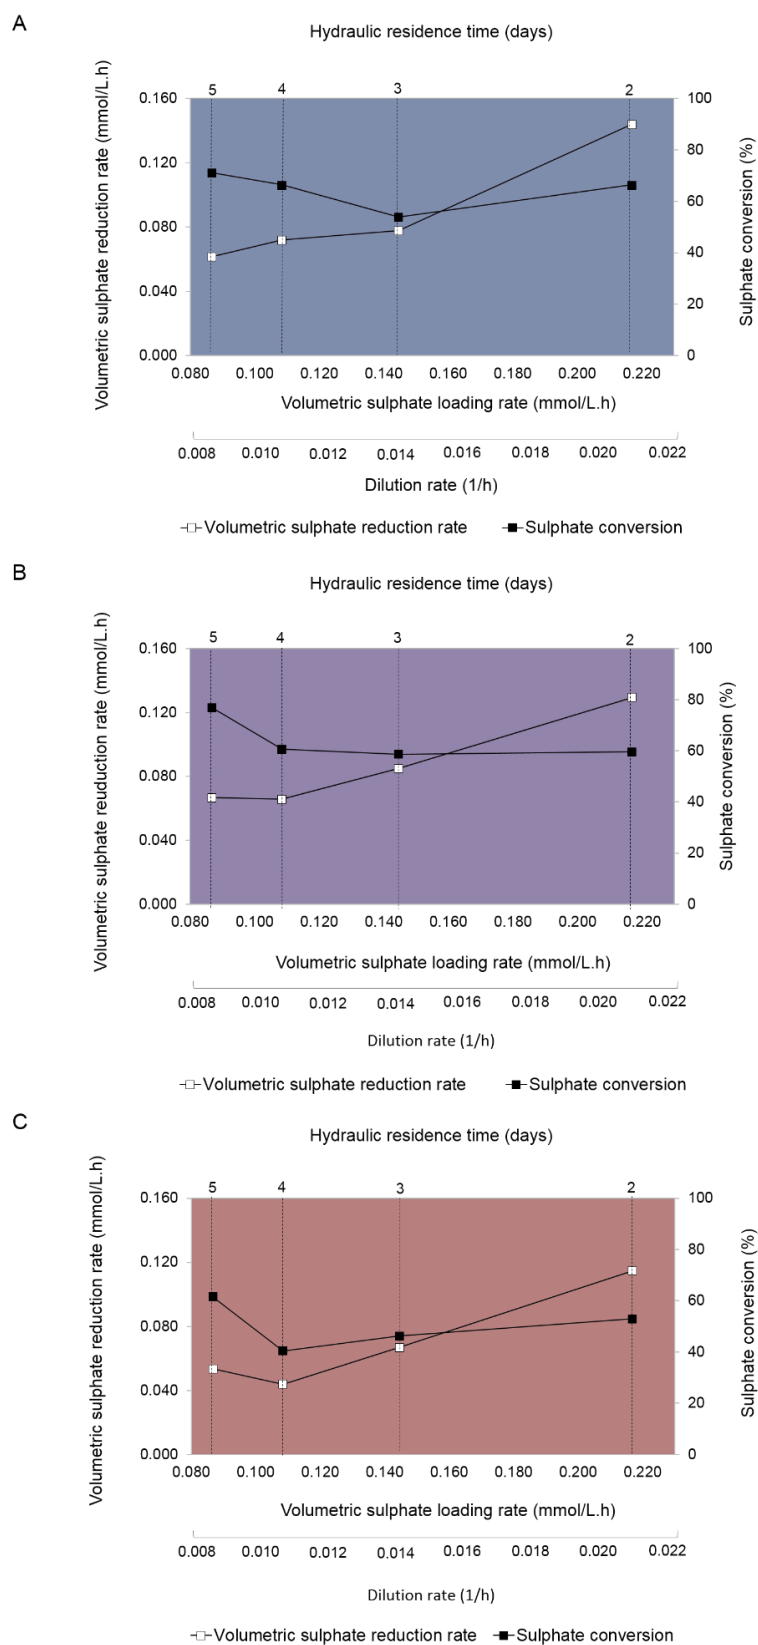 A
Hydraulic residence time (days)
5 4 3 2
Volumetric sulphate reduction rate (mmol/L.h)
0.160
0.120
0.080
0.040
0.000
100
80
60
40
20
0
Sulphate conversion (%)
0.080 0.100 0.120 0.140 0.160 0.180 0.200 0.220
Volumetric sulphate loading rate (mmol/L.h)
0.008 0.010 0.012 0.014 0.016 0.018 0.020 0.022
Dilution rate (1/h)
Volumetric sulphate reduction rate Sulphate conversion
B
Hydraulic residence time (days)
5 4 3 2
Volumetric sulphate reuduction rate (mmol/L.h)
0.160
0.120
0.080
0.040
0.000
100
80
60
40
20
0
Sulphate conversion (%)
0.080 0.100 0.120 0.140 0.160 0.180 0.200 0.220
Volumetric sulphate loading rate (mmol/L.h)
0.008 0.010 0.012 0.014 0.016 0.018 0.020 0.022
Dilution rate (1/h)
Volumetric sulphate reduction rate Sulphate conversion
C
Hydraulic residence time (days)
5 4 3 2
Volumetric sulphate reduction rate (mmol/L.h)
0.160
0.120
0.080
0.040
0.000
100
80
60
40
20
0
Sulphate conversion (%)
0.080 0.100 0.120 0.140 0.160 0.180 0.200 0.220
Volumetric sulphate loading rate (mmol/L.h)
0.008 0.010 0.012 0.014 0.016 0.018 0.020 0.022
Dilution rate (1/h)
Volumetric sulphate reduction rate Sulphate conversion